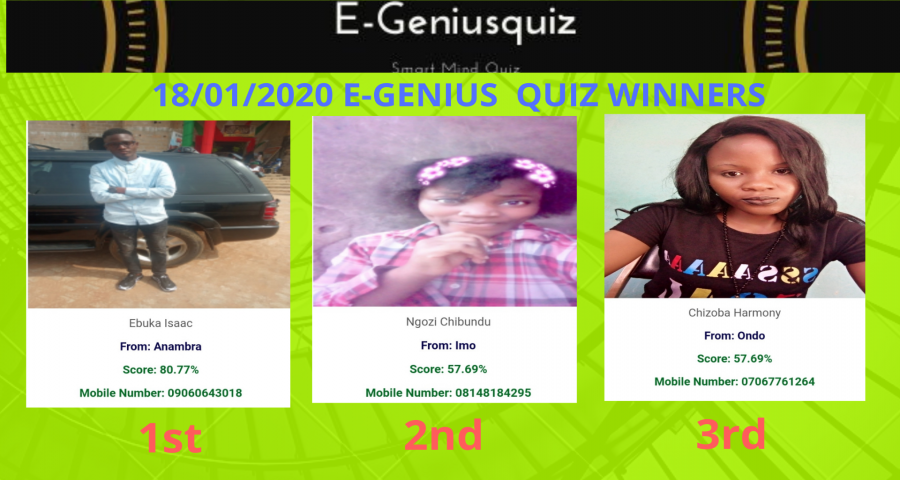 E-Geniusquiz
Smart Mind Quiz
18/01/2020 E-GENIUS QUIZ WINNERS
Ebuka Isaac
From: Anambra
Score: 80.77%
Mobile Number: 09060643018
1st
Ngozi Chibundu
From: Imo
Score: 57.69%
Mobile Number: 08148184295
2nd
Chizoba Harmony
From: Ondo
Score: 57.69%
Mobile Number: 07067761264
3rd